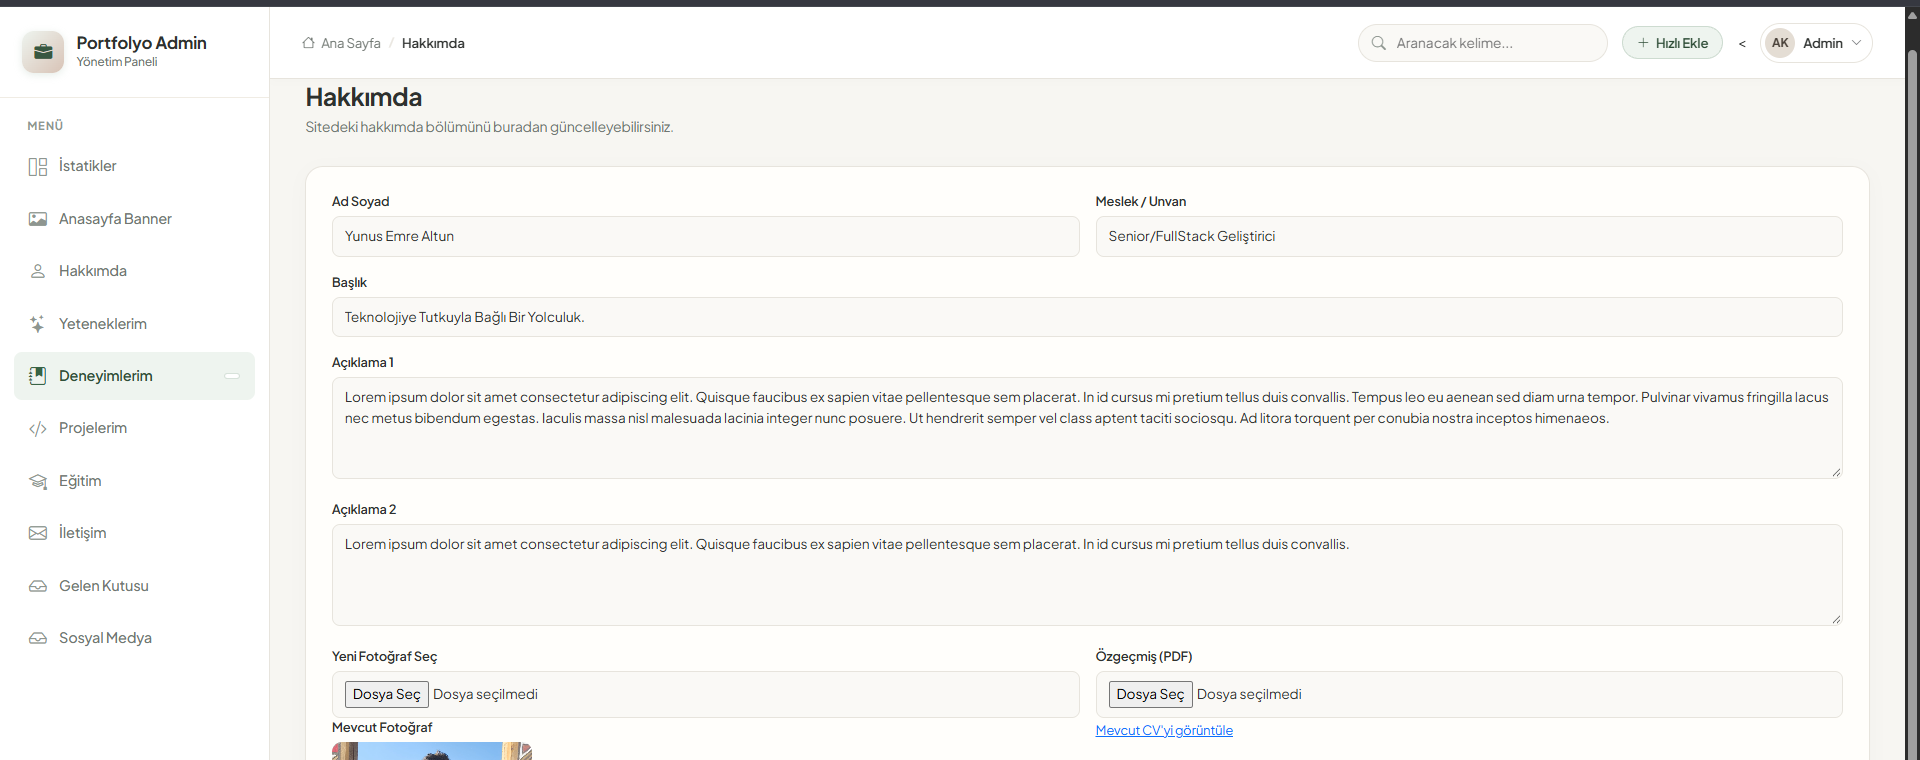 Portfolyo Admin
Yönetim Paneli
Ana Sayfa / Hakkımda
Aranacak kelime...
+ Hızlı Ekle
<
AK
Admin
MENÜ
İstatikler
Anasayfa Banner
Hakkımda
Yeteneklerim
Deneyimlerim
Projelerim
Eğitim
İletişim
Gelen Kutusu
Sosyal Medya
Hakkımda
Sitedeki hakkımda bölümünü buradan güncelleyebilirsiniz.
Ad Soyad
Yunus Emre Altun
Meslek / Unvan
Senior/FullStack Geliştirici
Başlık
Teknolojiye Tutkuyla Bağlı Bir Yolculuk.
Açıklama 1
Lorem ipsum dolor sit amet consectetur adipiscing elit. Quisque faucibus ex sapien vitae pellentesque sem placerat. In id cursus mi pretium tellus duis convallis. Tempus leo eu aenean sed diam urna tempor. Pulvinar vivamus fringilla lacus
nec metus bibendum egestas. Iaculis massa nisl malesuada lacinia integer nunc posuere. Ut hendrerit semper vel class aptent taciti sociosqu. Ad litora torquent per conubia nostra inceptos himenaeos.
Açıklama 2
Lorem ipsum dolor sit amet consectetur adipiscing elit. Quisque faucibus ex sapien vitae pellentesque sem placerat. In id cursus mi pretium tellus duis convallis.
Yeni Fotoğraf Seç
Dosya Seç Dosya seçilmedi
Mevcut Fotoğraf
Özgeçmiş (PDF)
Dosya Seç Dosya seçilmedi
Mevcut CV'yi görüntüle